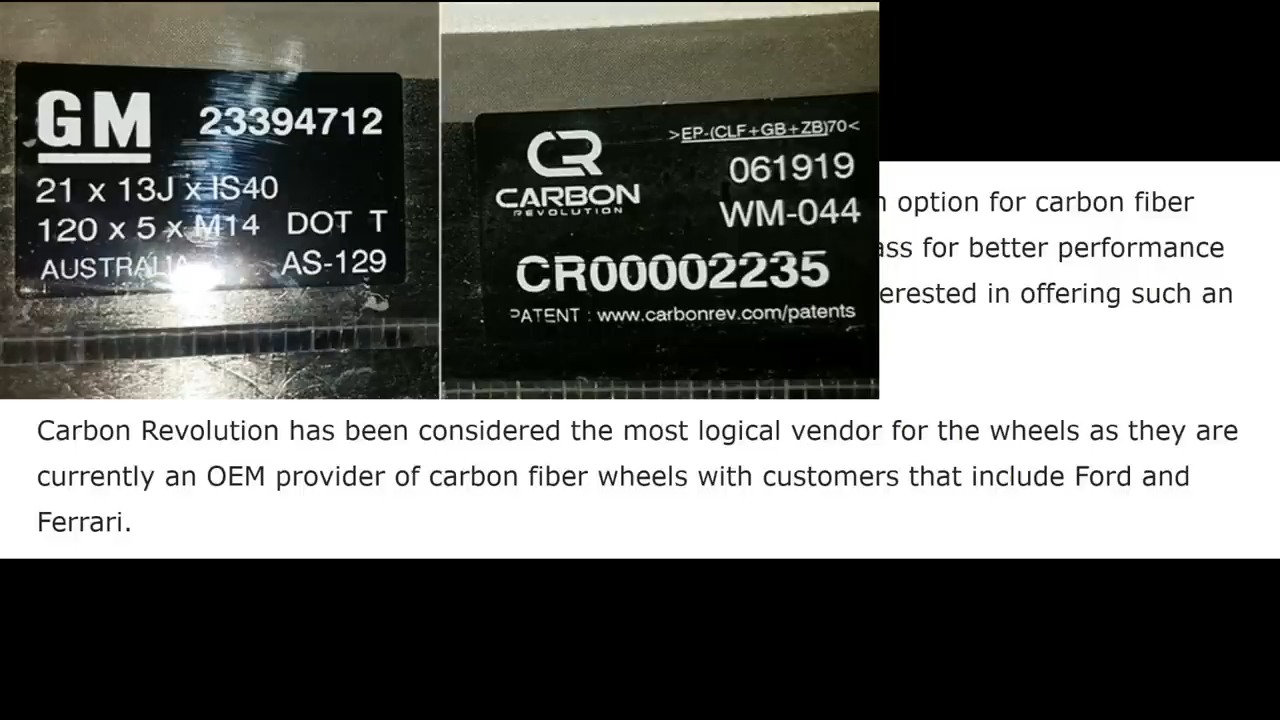 GM 23394712
21 x 13J x IS40
120 x 5 x M14 DOT T
AUSTRALIA AS-129
CR
CARBON
REVOLUTION
>EP-(CLF+GB+ZB)70<
061919
WM-044
CR00002235
PATENT : www.carbonrev.com/patents
option for carbon fiber
for better performance
in offering such an
Carbon Revolution has been considered the most logical vendor for the wheels as they are
currently an OEM provider of carbon fiber wheels with customers that include Ford and
Ferrari.